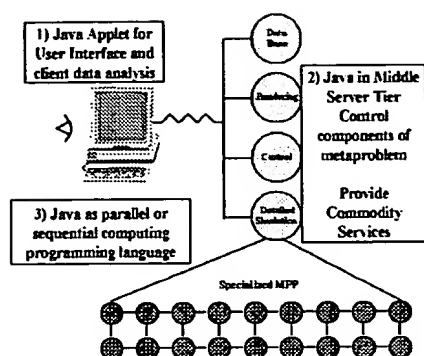 1) Java Applet for
User Interface and
client data analysis
Data
Base
Rendering
Control
Detailed
Simulation
2) Java in Middle
Server Tier
Control
components of
metaproblem
Provide
Commodity
Services
3) Java as parallel or
sequential computing
programming language
Specialized MPP